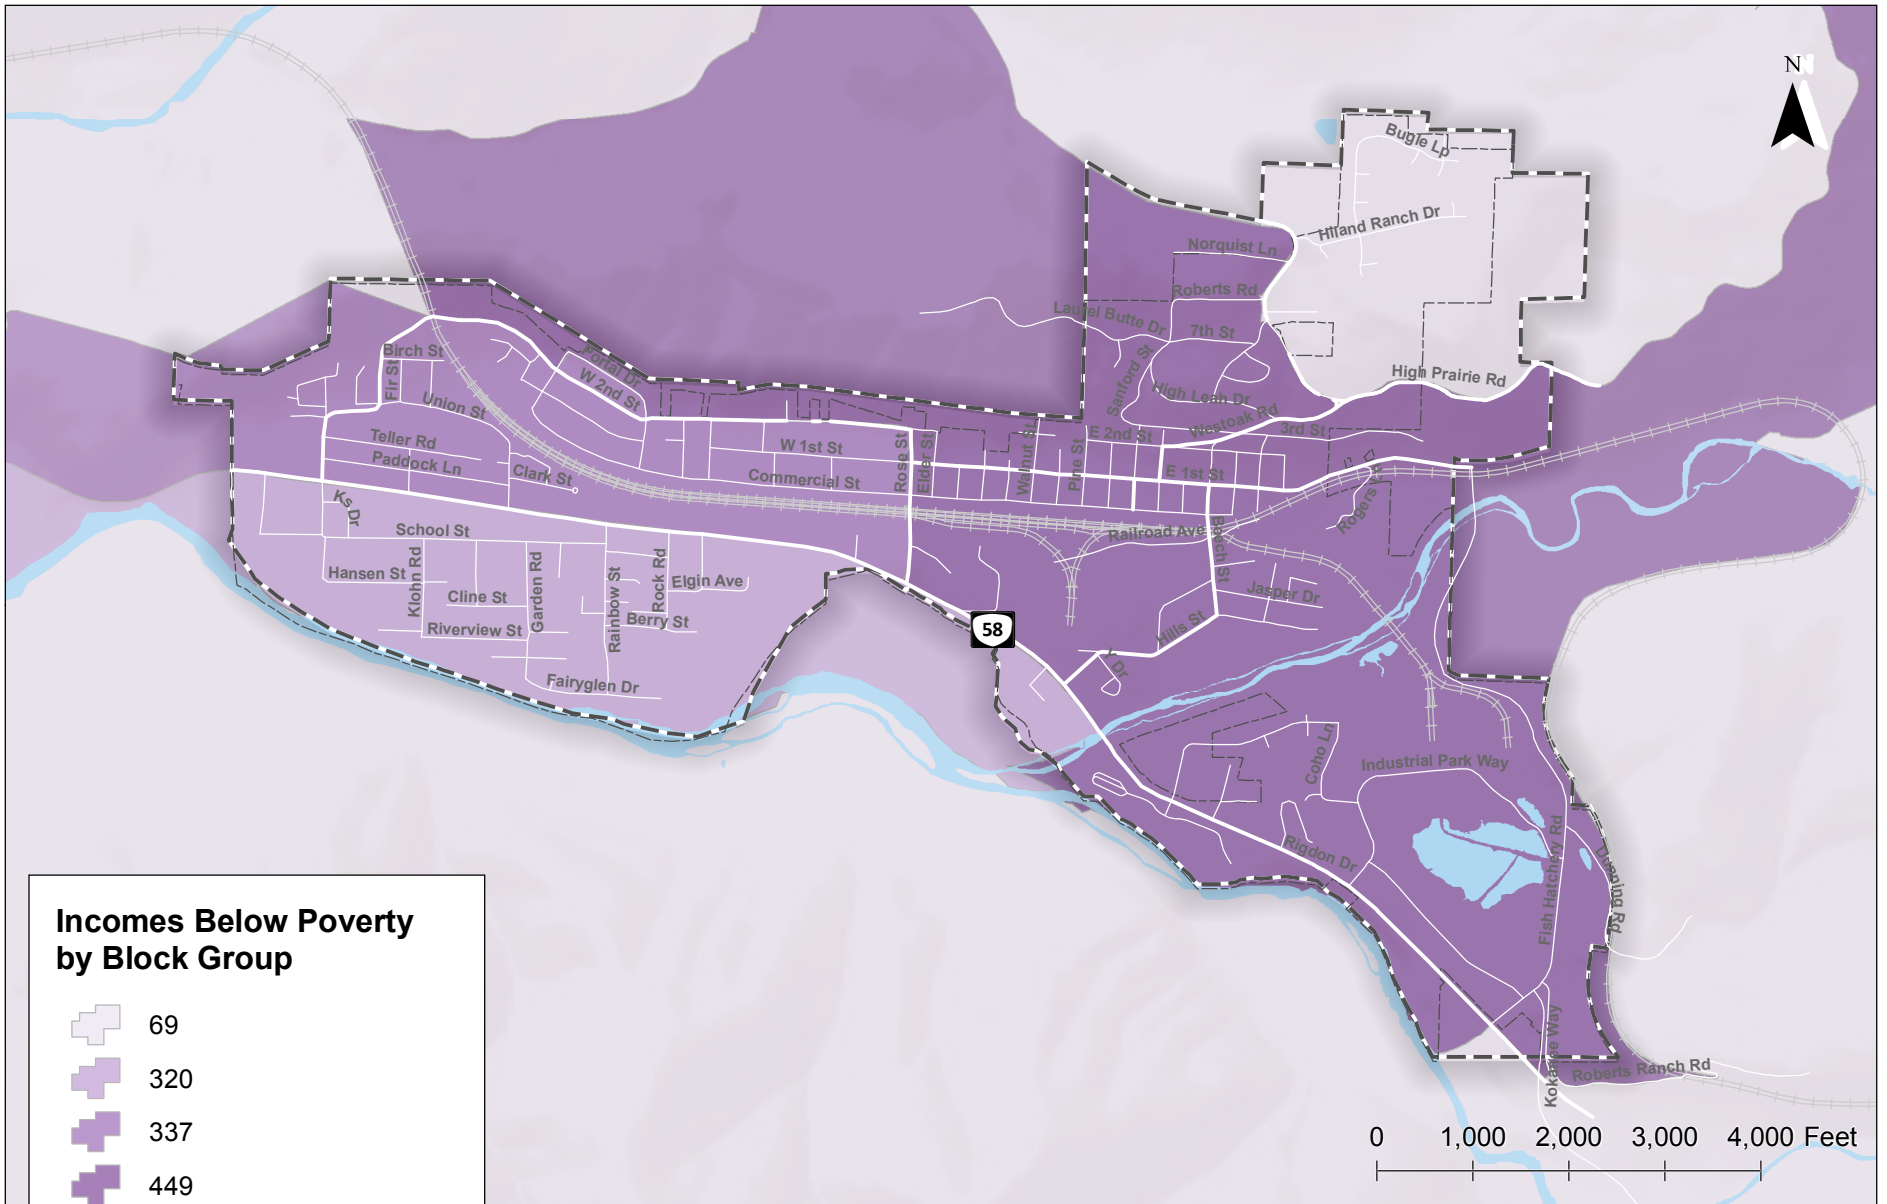 N
Bugle Lp
Hiland Ranch Dr
Norquist Ln
Roberts Rd
Laurel Butte Dr
7th St
Birch St
Portal Dr
W 2nd St
Fir St
Sanford St
High Leah Dr
High Prairie Rd
Union St
Westoak Rd
3rd St
E 2nd St
Teller Rd
W 1st St
Rose St
Elder St
Walnut St
Pine St
Paddock Ln
Clark St
Commercial St
E 1st St
Rogers Ln
Ks Dr
School St
Railroad Ave
Beech St
Hansen St
Klohn Rd
Cline St
Garden Rd
Rainbow St
Rock Rd
Elgin Ave
Jasper Dr
Riverview St
Berry St
58
Hills St
Fairyglen Dr
Coho Ln
Industrial Park Way
Rigdon Dr
Fish Hatchery Rd
Dunning Rd
Kokanee Way
Roberts Ranch Rd
Incomes Below Poverty
by Block Group
69
320
337
449
0 1,000 2,000 3,000 4,000 Feet